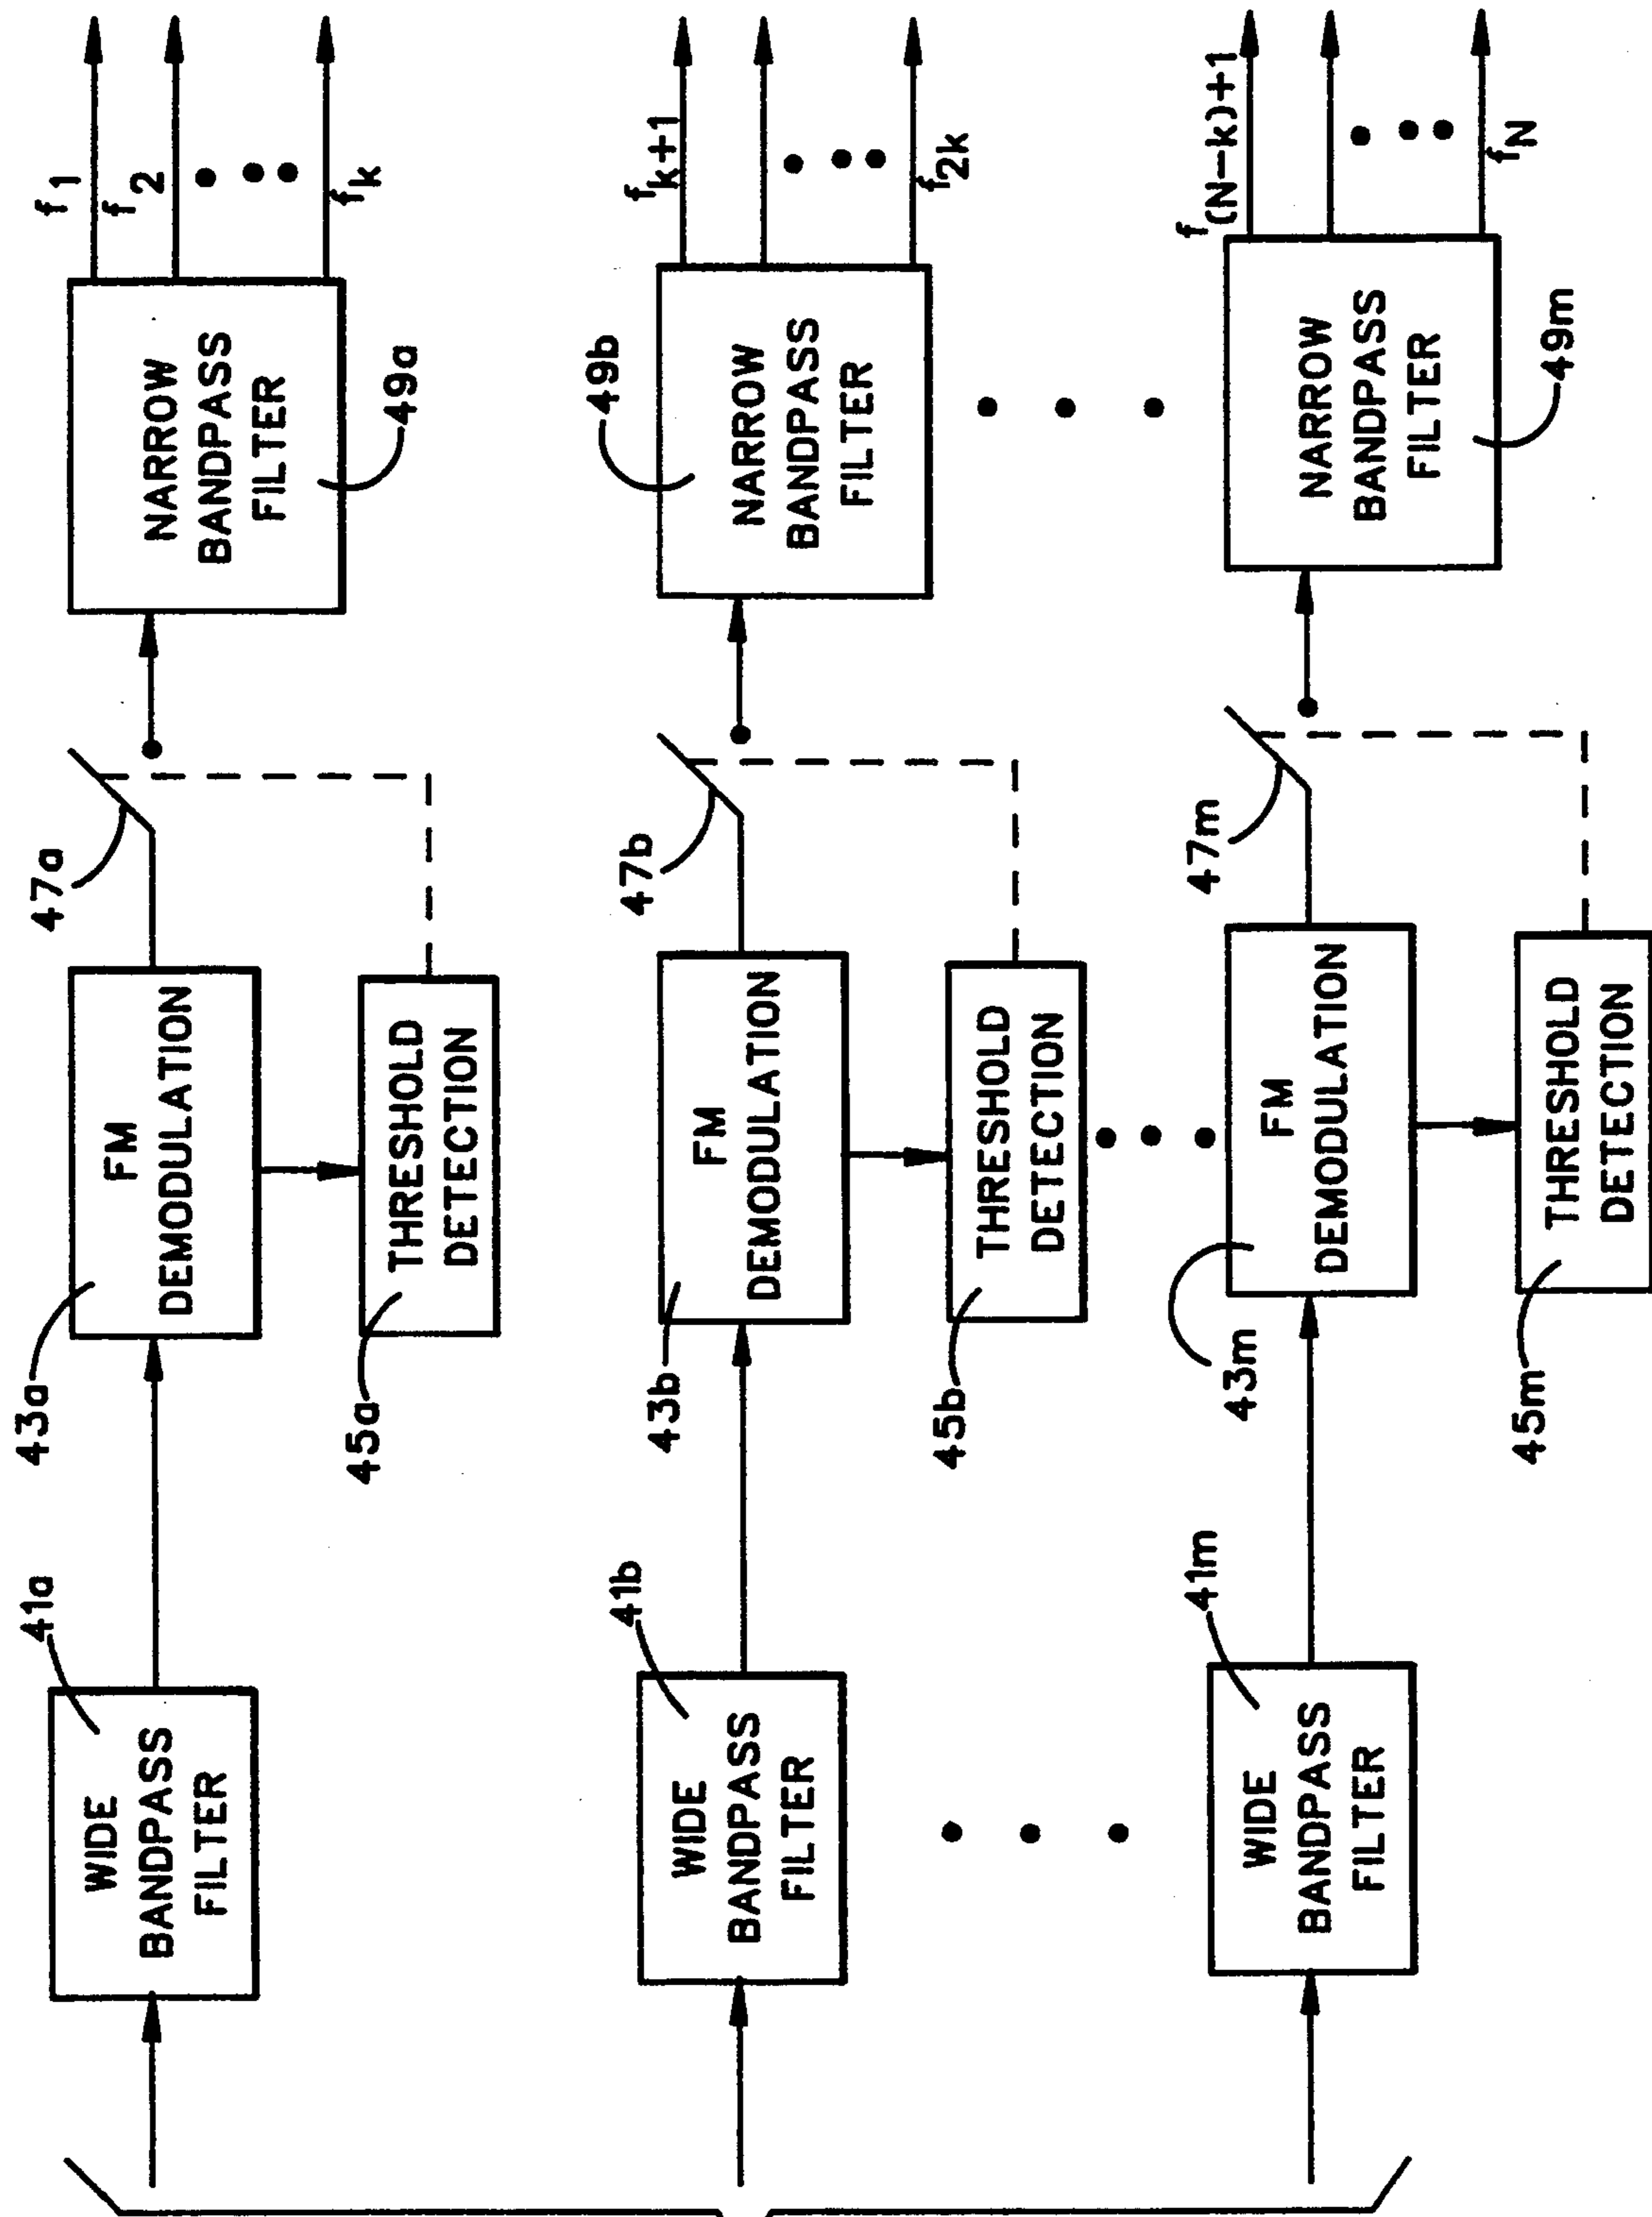 41a
WIDE
BANDPASS
FILTER
43a
FM
DEMODULATION
45a
THRESHOLD
DETECTION
47a
NARROW
BANDPASS
FILTER
49a
f1
f2
fk
41b
WIDE
BANDPASS
FILTER
43b
FM
DEMODULATION
45b
THRESHOLD
DETECTION
47b
49b
NARROW
BANDPASS
FILTER
fk+1
f2k
41m
WIDE
BANDPASS
FILTER
43m
FM
DEMODULATION
45m
THRESHOLD
DETECTION
47m
NARROW
BANDPASS
FILTER
49m
f(N-k)+1
fN